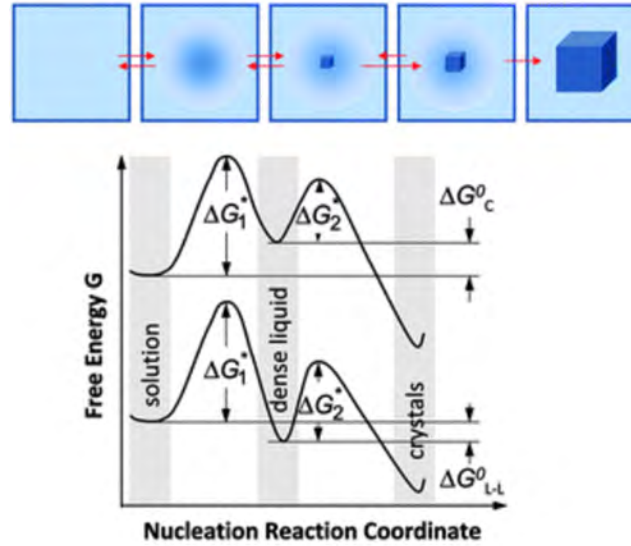 ΔG⁰C
ΔG₁*
ΔG₂*
Free Energy G
solution
dense liquid
ΔG₁*
ΔG₂*
crystals
ΔG⁰L-L
Nucleation Reaction Coordinate